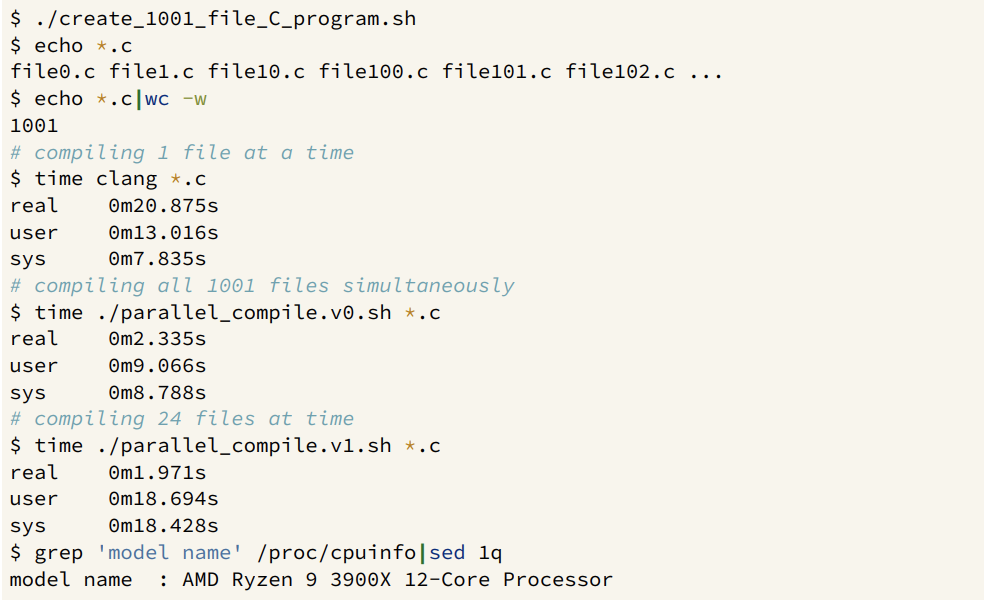 $ ./create_1001_file_C_program.sh
$ echo *.c
file0.c file1.c file10.c file100.c file101.c file102.c ...
$ echo *.c|wc -w
1001
# compiling 1 file at a time
$ time clang *.c
real    0m20.875s
user    0m13.016s
sys     0m7.835s
# compiling all 1001 files simultaneously
$ time ./parallel_compile.v0.sh *.c
real    0m2.335s
user    0m9.066s
sys     0m8.788s
# compiling 24 files at time
$ time ./parallel_compile.v1.sh *.c
real    0m1.971s
user    0m18.694s
sys     0m18.428s
$ grep 'model name' /proc/cpuinfo|sed 1q
model name  : AMD Ryzen 9 3900X 12-Core Processor